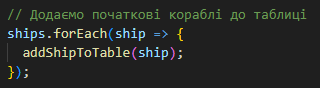 // Додаємо початкові кораблі до таблиці
ships.forEach(ship => {
  addShipToTable(ship);
});